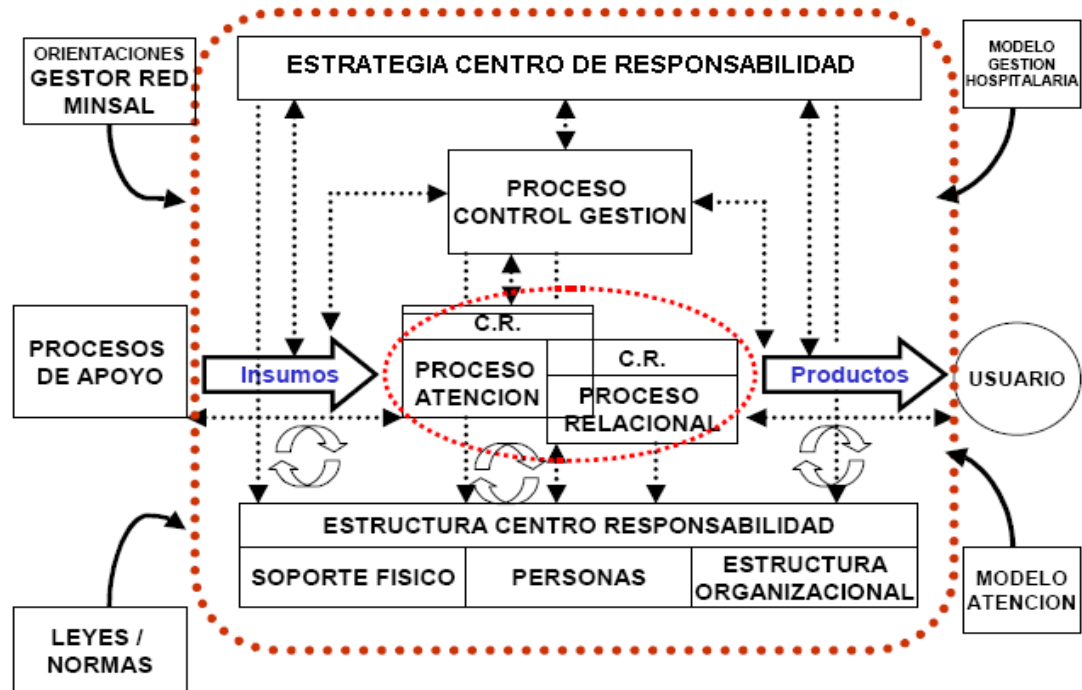 ORIENTACIONES
GESTOR RED
MINSAL
ESTRATEGIA CENTRO DE RESPONSABILIDAD
MODELO
GESTION
HOSPITALARIA
PROCESO
CONTROL GESTION
PROCESOS
DE APOYO
Insumos
C.R.
PROCESO
ATENCION
C.R.
PROCESO
RELACIONAL
Productos
USUARIO
ESTRUCTURA CENTRO RESPONSABILIDAD
SOPORTE FISICO
PERSONAS
ESTRUCTURA
ORGANIZACIONAL
LEYES /
NORMAS
MODELO
ATENCION